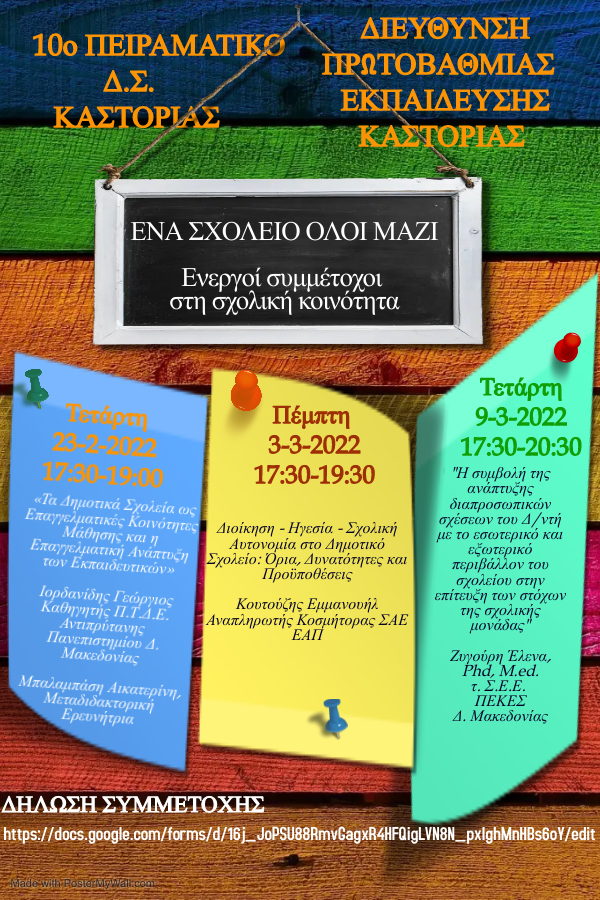 10ο ΠΕΙΡΑΜΑΤΙΚΟ
Δ.Σ.
ΚΑΣΤΟΡΙΑΣ
ΔΙΕΥΘΥΝΣΗ
ΠΡΩΤΟΒΑΘΜΙΑΣ
ΕΚΠΑΙΔΕΥΣΗΣ
ΚΑΣΤΟΡΙΑΣ
ΕΝΑ ΣΧΟΛΕΙΟ ΟΛΟΙ ΜΑΖΙ
Ενεργοί συμμέτοχοι
στη σχολική κοινότητα
Τετάρτη
23-2-2022
17:30-19:00
«Τα Δημοτικά Σχολεία ως
Επαγγελματικές Κοινότητες
Μάθησης και η
Επαγγελματική Ανάπτυξη
των Εκπαιδευτικών»
Ιορδανίδης Γεώργιος
Καθηγητής Π.Τ.Δ.Ε.
Αντιπρύτανης
Πανεπιστημίου Δ.
Μακεδονίας
Μπαλαμπάση Αικατερίνη,
Μεταδιδακτορική
Ερευνήτρια
Πέμπτη
3-3-2022
17:30-19:30
Διοίκηση - Ηγεσία - Σχολική
Αυτονομία στο Δημοτικό
Σχολείο: Όρια, Δυνατότητες και
Προϋποθέσεις
Κουτούζης Εμμανουήλ
Αναπληρωτής Κοσμήτορας ΣΑΕ
ΕΑΠ
Τετάρτη
9-3-2022
17:30-20:30
"Η συμβολή της
ανάπτυξης
διαπροσωπικών
σχέσεων του Δ/ντή
με το εσωτερικό και
εξωτερικό
περιβάλλον του
σχολείου στην
επίτευξη των στόχων
της σχολικής
μονάδας"
Ζυγούρη Έλενα,
Phd, M.ed.
τ. Σ.Ε.Ε.
ΠΕΚΕΣ
Δ. Μακεδονίας
ΔΗΛΩΣΗ ΣΥΜΜΕΤΟΧΗΣ
https://docs.google.com/forms/d/16j_JoPSU88RmvGagxR4HFQigLVN8N_pxIghMnHBs6oY/edit
Made with PosterMyWall.com